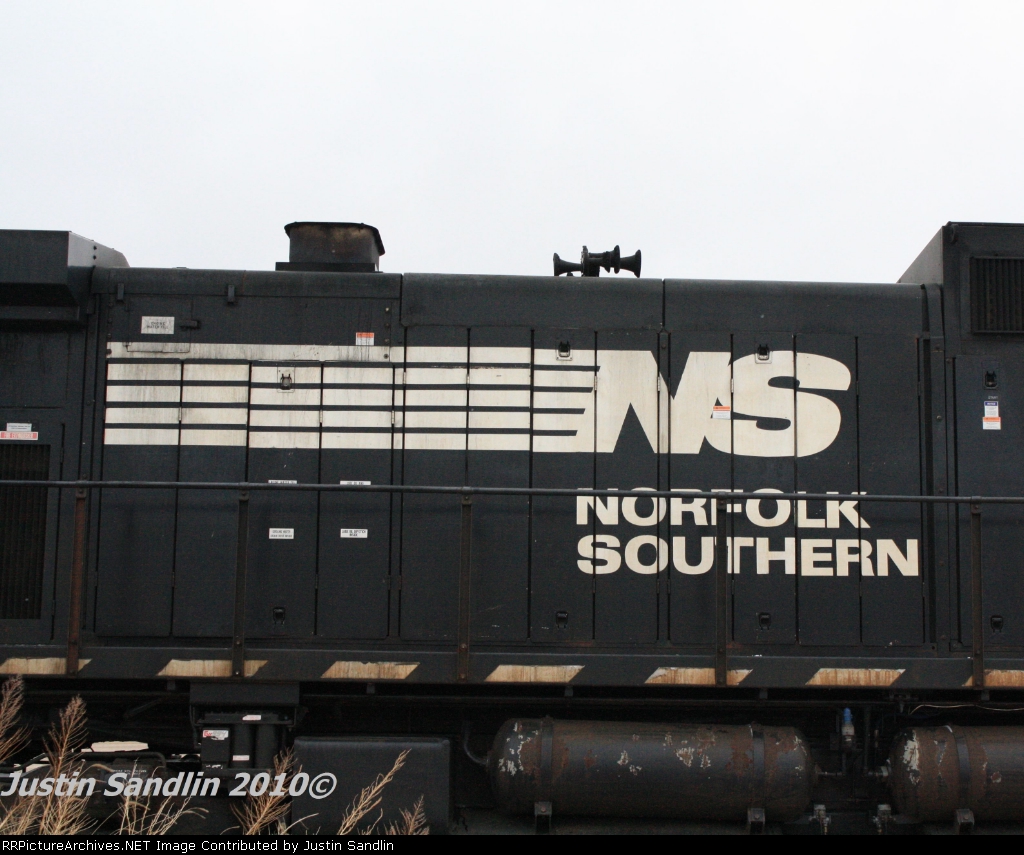 NS
NORFOLK
SOUTHERN
Justin Sandlin 2010©
RRPictureArchives.NET Image Contributed by Justin Sandlin